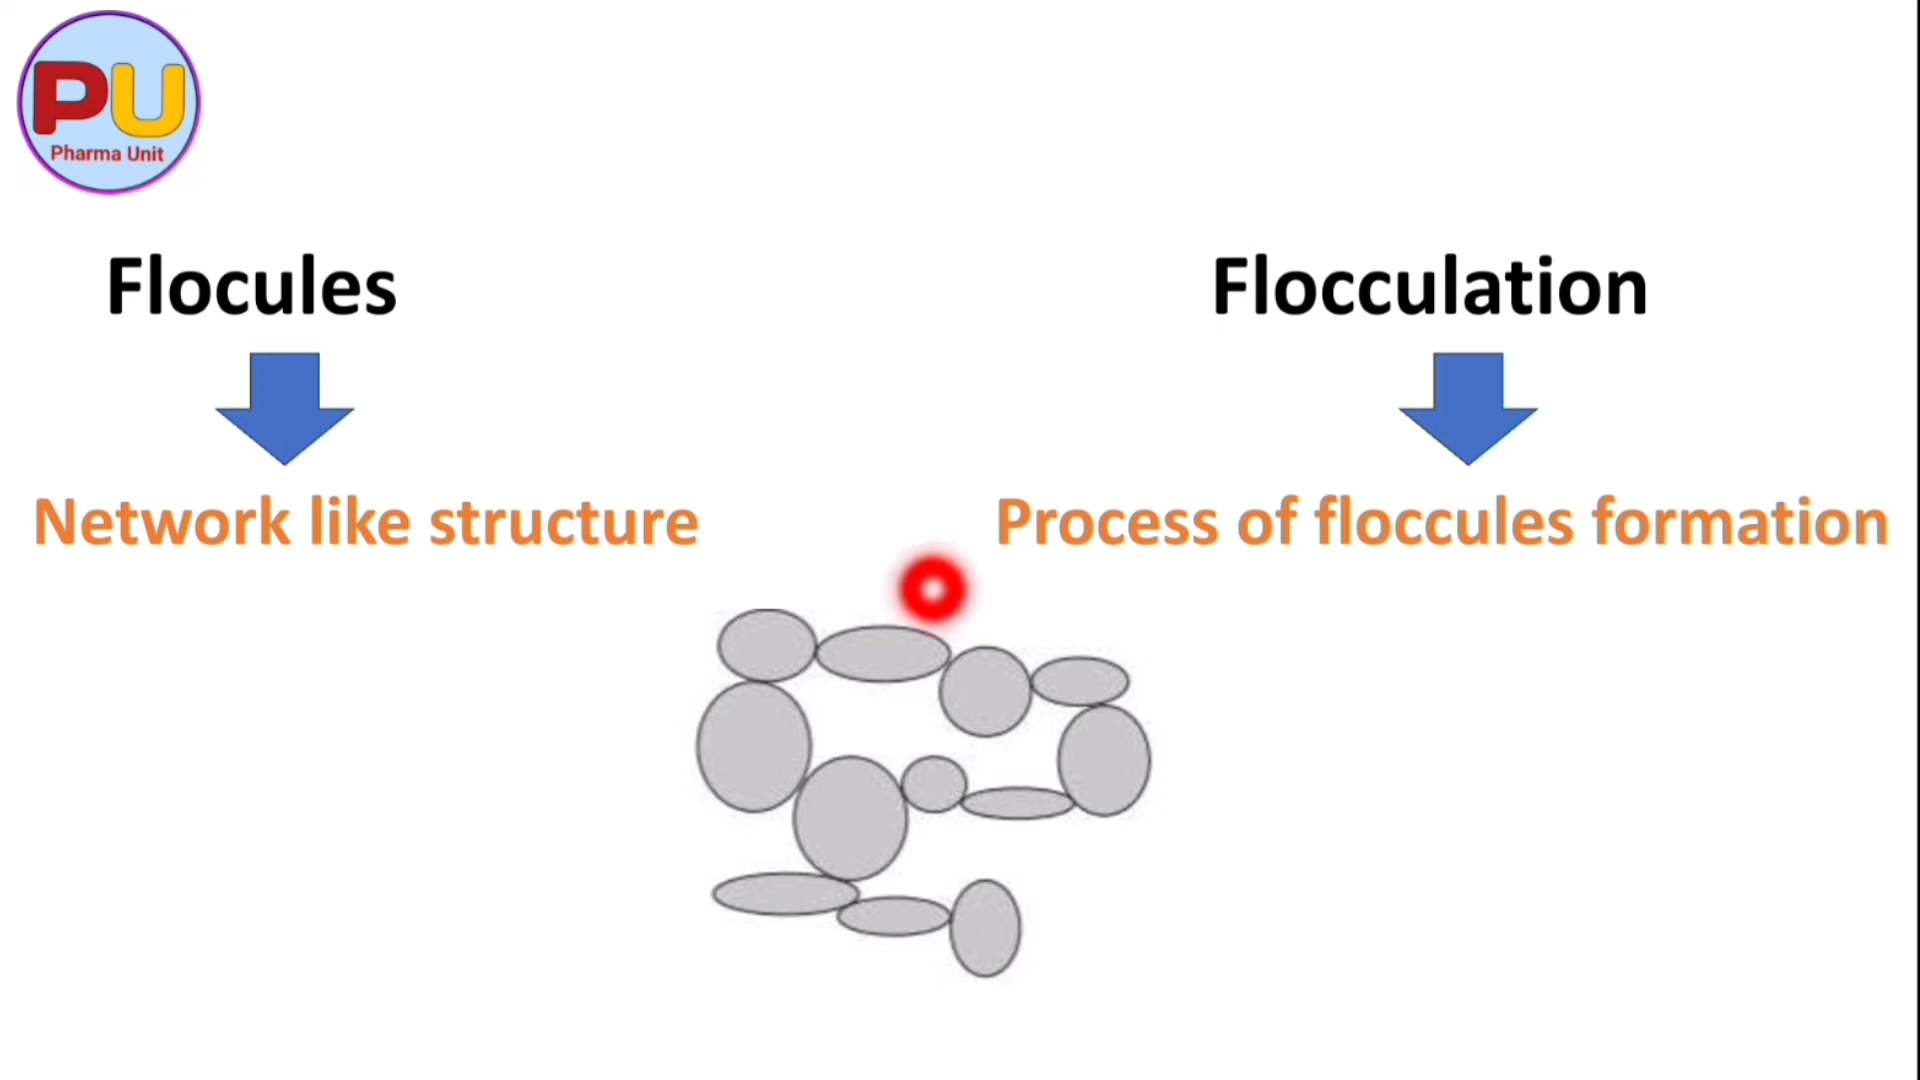 PU
Pharma Unit
Flocules
Flocculation
Network like structure
Process of floccules formation